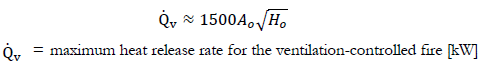 Q̇ᵥ ≈ 1500Aₒ√Hₒ
Q̇ᵥ = maximum heat release rate for the ventilation-controlled fire [kW]